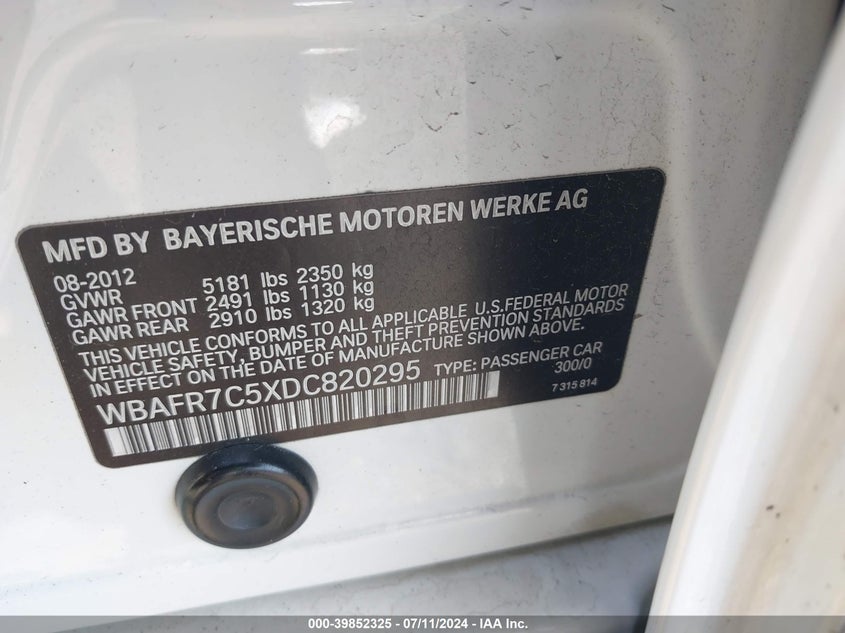 MFD BY BAYERISCHE MOTOREN WERKE AG
08-2012
GVWR 5181 lbs 2350 kg
GAWR FRONT 2491 lbs 1130 kg
GAWR REAR 2910 lbs 1320 kg
THIS VEHICLE CONFORMS TO ALL APPLICABLE U.S.FEDERAL MOTOR
VEHICLE SAFETY, BUMPER AND THEFT PREVENTION STANDARDS
IN EFFECT ON THE DATE OF MANUFACTURE SHOWN ABOVE.
WBAFR7C5XDC820295 TYPE: PASSENGER CAR
300/0
7 315 814
000-39852325 - 07/11/2024 - IAA Inc.